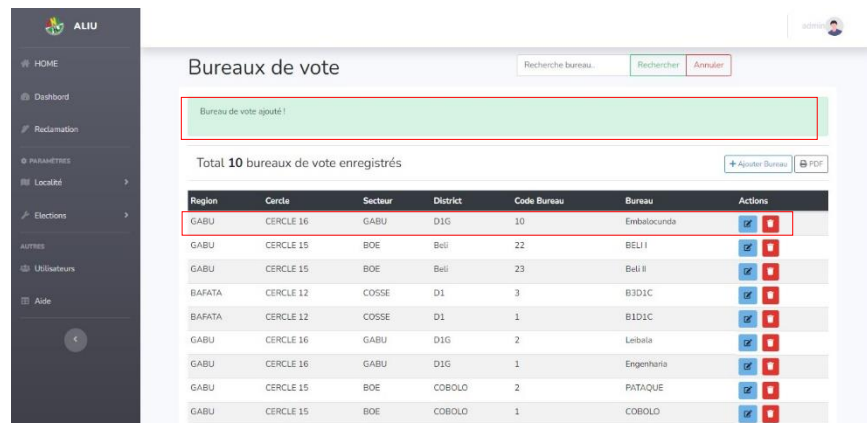 ALIU
admin
HOME
Dashbord
Reclamation
PARAMÈTRES
Localité
Elections
AUTRES
Utilisateurs
Aide
Bureaux de vote
Recherche bureau..
Rechercher
Annuler
Bureau de vote ajouté !
Total 10 bureaux de vote enregistrés
+ Ajouter Bureau
PDF
Region Cercle Secteur District Code Bureau Bureau Actions
GABU CERCLE 16 GABU D1G 10 Embalocunda
GABU CERCLE 15 BOE Beli 22 BELI I
GABU CERCLE 15 BOE Beli 23 Beli II
BAFATA CERCLE 12 COSSE D1 3 B3D1C
BAFATA CERCLE 12 COSSE D1 1 B1D1C
GABU CERCLE 16 GABU D1G 2 Leibala
GABU CERCLE 16 GABU D1G 1 Engenharia
GABU CERCLE 15 BOE COBOLO 2 PATAQUE
GABU CERCLE 15 BOE COBOLO 1 COBOLO